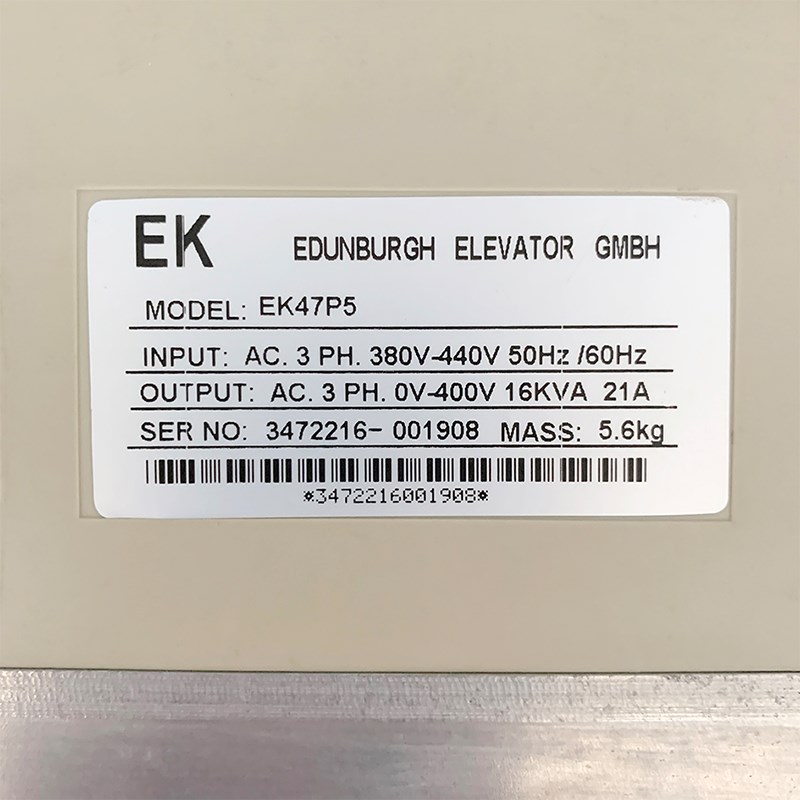 EK EDUNBURGH ELEVATOR GMBH
MODEL: EK47P5
INPUT: AC. 3 PH. 380V-440V 50Hz /60Hz
OUTPUT: AC. 3 PH. 0V-400V 16KVA 21A
SER NO: 3472216- 001908 MASS: 5.6kg
*3472216001908*